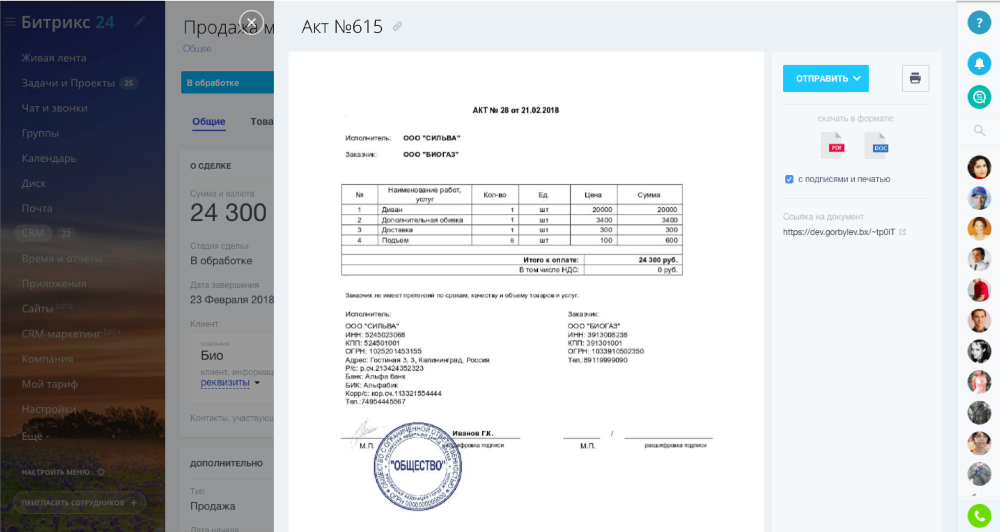 Битрикс 24
Живая лента
Задачи и Проекты 25
Чат и звонки
Группы
Календарь
Диск
Почта
CRM 22
Время и отчеты
Приложения
Сайты beta
CRM-маркетинг beta
Компания
Мой тариф
Настройки
Ещё
НАСТРОИТЬ МЕНЮ
ПРИГЛАСИТЬ СОТРУДНИКОВ +
Продажа м
Общее
В обработке
Общие Това
О СДЕЛКЕ
Сумма и валюта
24 300
Стадия сделки
В обработке
Дата завершения
23 Февраля 2018
Клиент
КОМПАНИЯ
Био
клиент, информац
реквизиты
Контакты, участвующ
ДОПОЛНИТЕЛЬНО
Тип
Продажа
Дата начала
Акт №615
АКТ № 28 от 21.02.2018
Исполнитель: ООО "СИЛЬВА"
Заказчик: ООО "БИОГАЗ"
№ Наименование работ, услуг Кол-во Ед. Цена Сумма
1 Диван 1 шт 20000 20000
2 Дополнительная обивка 1 шт 3400 3400
3 Доставка 1 шт 300 300
4 Подъем 6 шт 100 600
Итого к оплате: 24 300 руб.
В том числе НДС: 0 руб.
Заказчик не имеет претензий по срокам, качеству и объему товаров и услуг.
Исполнитель:
ООО "СИЛЬВА"
ИНН: 5245023068
КПП: 524501001
ОГРН: 1025201453155
Адрес: Гостиная 3, 3, Калининград, Россия
Р/с: р.сч.213424352323
Банк: Альфа банк
БИК: Альфабик
Корр/с: кор.сч.113321554444
Тел.:74954445567
Заказчик:
ООО "БИОГАЗ"
ИНН: 3913008238
КПП: 391301001
ОГРН: 1033910502350
Тел.:89119999090
Иванов Г.К.
М.П. расшифровка подписи
/
М.П. расшифровка подписи
ОБЩЕСТВО С ОГРАНИЧЕННОЙ ОТВЕТСТВЕННОСТЬЮ
РОССИЙСКАЯ ФЕДЕРАЦИЯ ГОРОД МОСКВА
"ОБЩЕСТВО"
ОГРН 0000000000000
ОТПРАВИТЬ
скачать в формате:
PDF DOC
с подписями и печатью
Ссылка на документ
https://dev.gorbylev.bx/~tp0iT
?